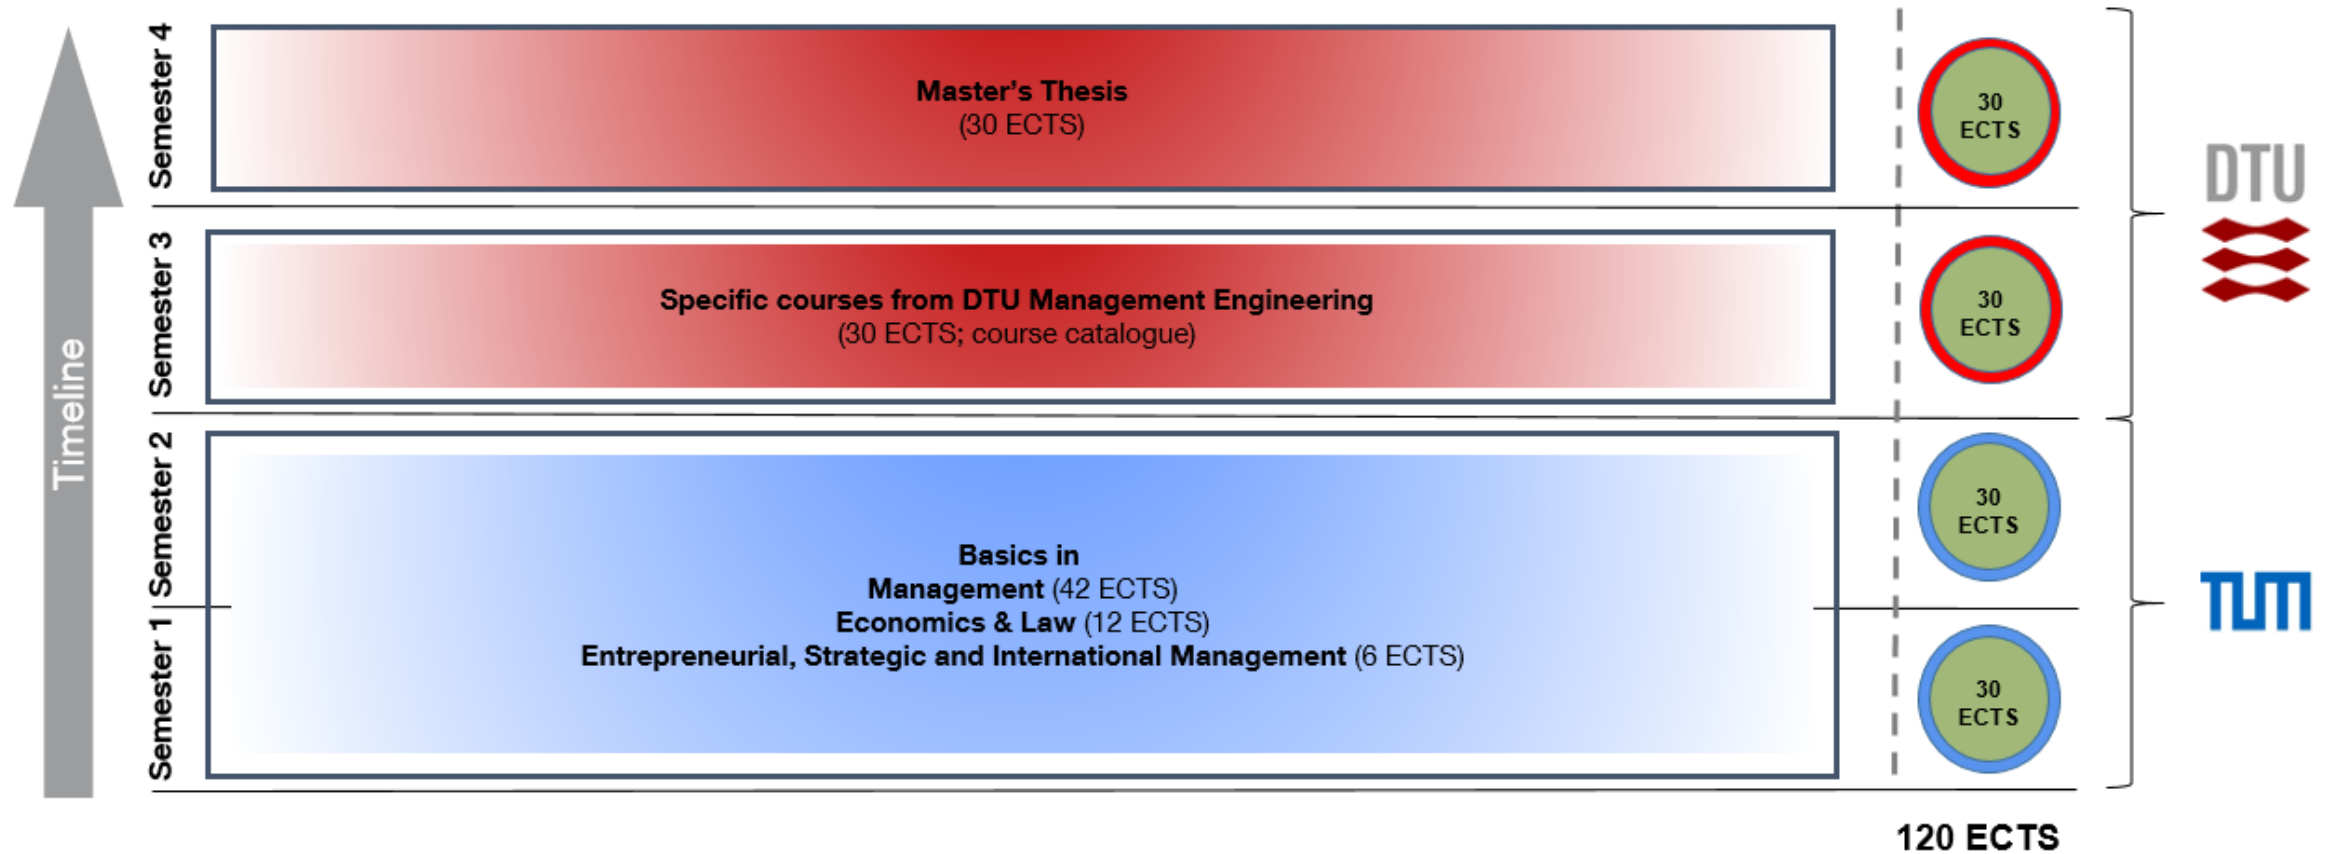 Timeline
Semester 4
Master's Thesis
(30 ECTS)
30
ECTS
Semester 3
Specific courses from DTU Management Engineering
(30 ECTS; course catalogue)
30
ECTS
DTU
Semester 2
Semester 1
Basics in
Management (42 ECTS)
Economics & Law (12 ECTS)
Entrepreneurial, Strategic and International Management (6 ECTS)
30
ECTS
30
ECTS
TUM
120 ECTS